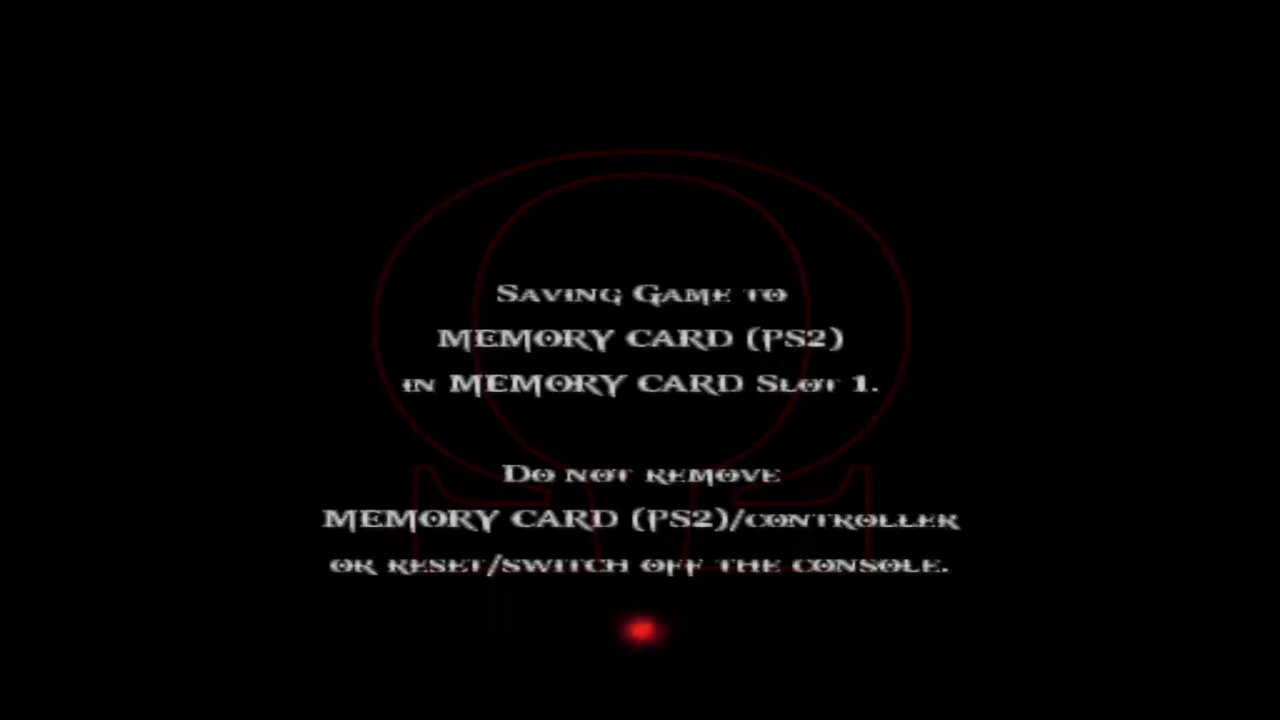 Saving Game to
MEMORY CARD (PS2)
in MEMORY CARD Slot 1.
Do not remove
MEMORY CARD (PS2)/controller
or reset/switch off the console.